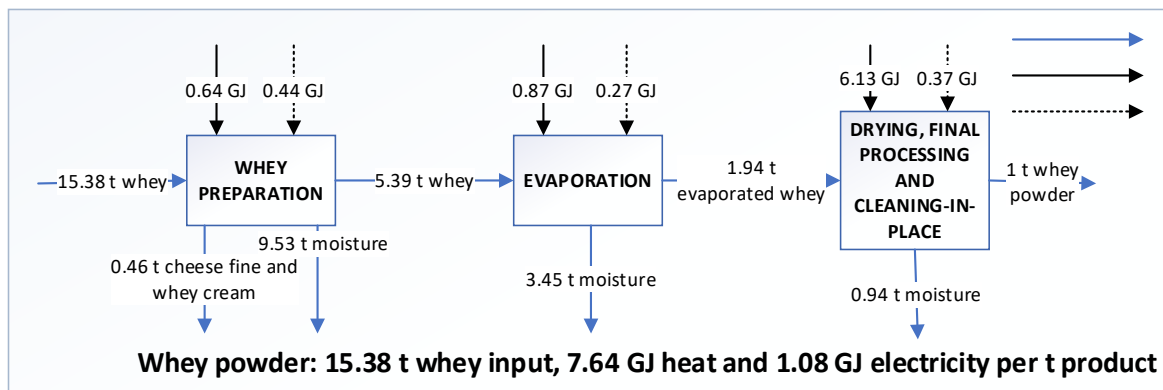 0.64 GJ
0.44 GJ
0.87 GJ
0.27 GJ
6.13 GJ
0.37 GJ
15.38 t whey
WHEY
PREPARATION
5.39 t whey
EVAPORATION
1.94 t
evaporated whey
DRYING, FINAL
PROCESSING
AND
CLEANING-IN-
PLACE
1 t whey
powder
0.46 t cheese fine and
whey cream
9.53 t moisture
3.45 t moisture
0.94 t moisture
Whey powder: 15.38 t whey input, 7.64 GJ heat and 1.08 GJ electricity per t product